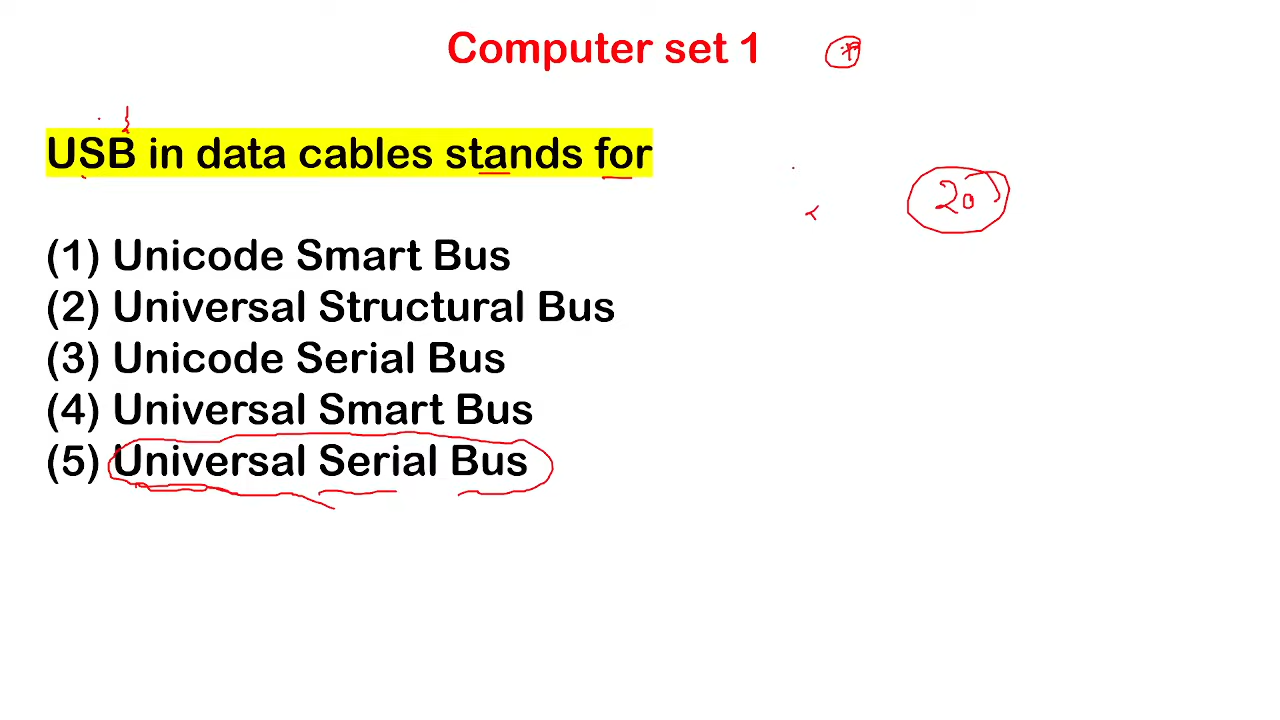 Computer set 1
USB in data cables stands for
20
(1) Unicode Smart Bus
(2) Universal Structural Bus
(3) Unicode Serial Bus
(4) Universal Smart Bus
(5) Universal Serial Bus